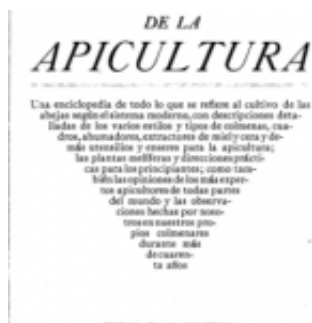 DE LA
APICULTURA
Una enciclopedia de todo lo que se refiere al cultivo de las
abejas según el sistema moderno, con descripciones deta-
lladas de los varios estilos y tipos de colmenas, cua-
dros, ahumadores, extractores de miel y cera y de-
más utensilios y enseres para la apicultura;
las plantas melíferas y direcciones prácti-
cas para los principiantes; como tam-
bién las opiniones de los más exper-
tos apicultores de todas partes
del mundo y las observa-
ciones hechas por noso-
tros en nuestros pro-
pios colmenares
durante más
de cuaren-
ta años